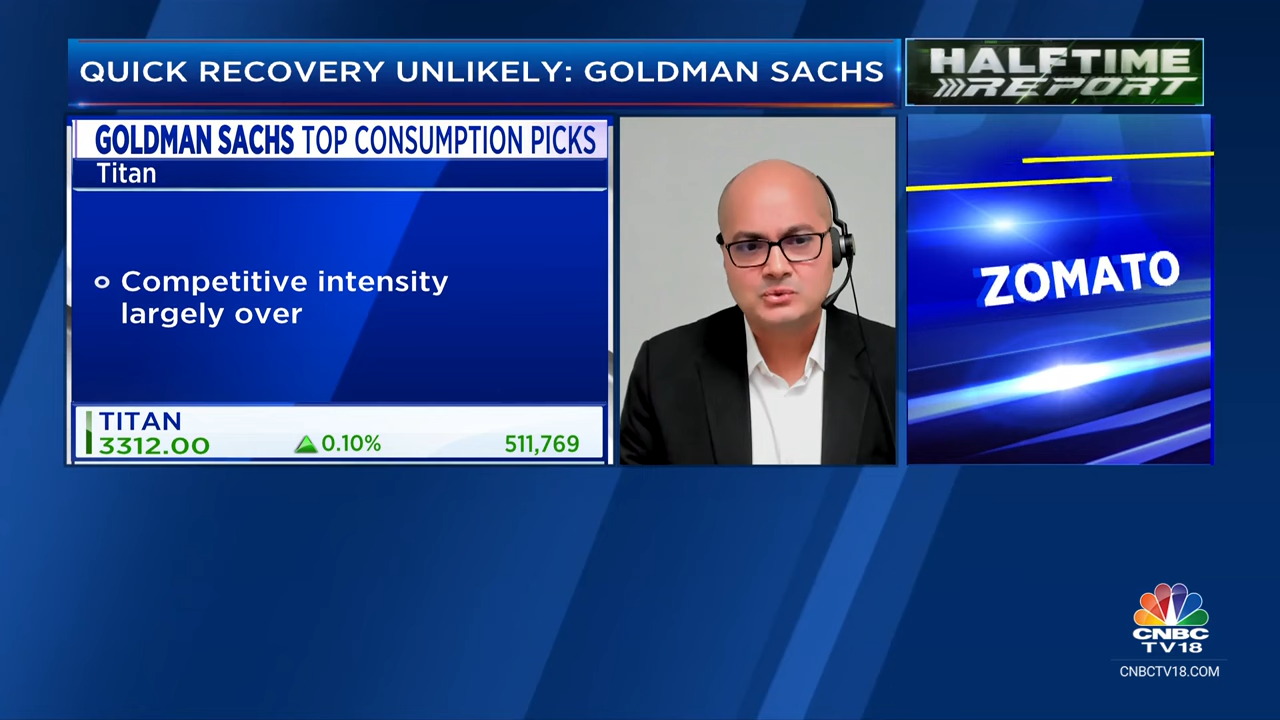 QUICK RECOVERY UNLIKELY: GOLDMAN SACHS
HALFTIME
REPORT
GOLDMAN SACHS TOP CONSUMPTION PICKS
Titan
Competitive intensity
largely over
TITAN
3312.00 0.10% 511,769
ZOMATO
CNBC
TV18
CNBCTV18.COM